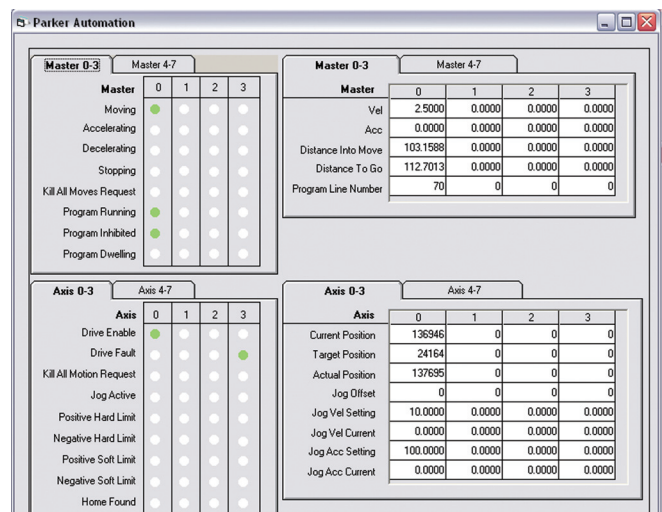 Parker Automation
Master 0-3 Master 4-7
Master 0 1 2 3
Moving
Accelerating
Decelerating
Stopping
Kill All Moves Request
Program Running
Program Inhibited
Program Dwelling
Master 0-3 Master 4-7
Master 0 1 2 3
Vel 2.5000 0.0000 0.0000 0.0000
Acc 0.0000 0.0000 0.0000 0.0000
Distance Into Move 103.1588 0.0000 0.0000 0.0000
Distance To Go 112.7013 0.0000 0.0000 0.0000
Program Line Number 70 0 0 0
Axis 0-3 Axis 4-7
Axis 0 1 2 3
Drive Enable
Drive Fault
Kill All Motion Request
Jog Active
Positive Hard Limit
Negative Hard Limit
Positive Soft Limit
Negative Soft Limit
Home Found
Axis 0-3 Axis 4-7
Axis 0 1 2 3
Current Position 136946 0 0 0
Target Position 24164 0 0 0
Actual Position 137695 0 0 0
Jog Offset 0 0 0 0
Jog Vel Setting 10.0000 0.0000 0.0000 0.0000
Jog Vel Current 0.0000 0.0000 0.0000 0.0000
Jog Acc Setting 100.0000 0.0000 0.0000 0.0000
Jog Acc Current 0.0000 0.0000 0.0000 0.0000